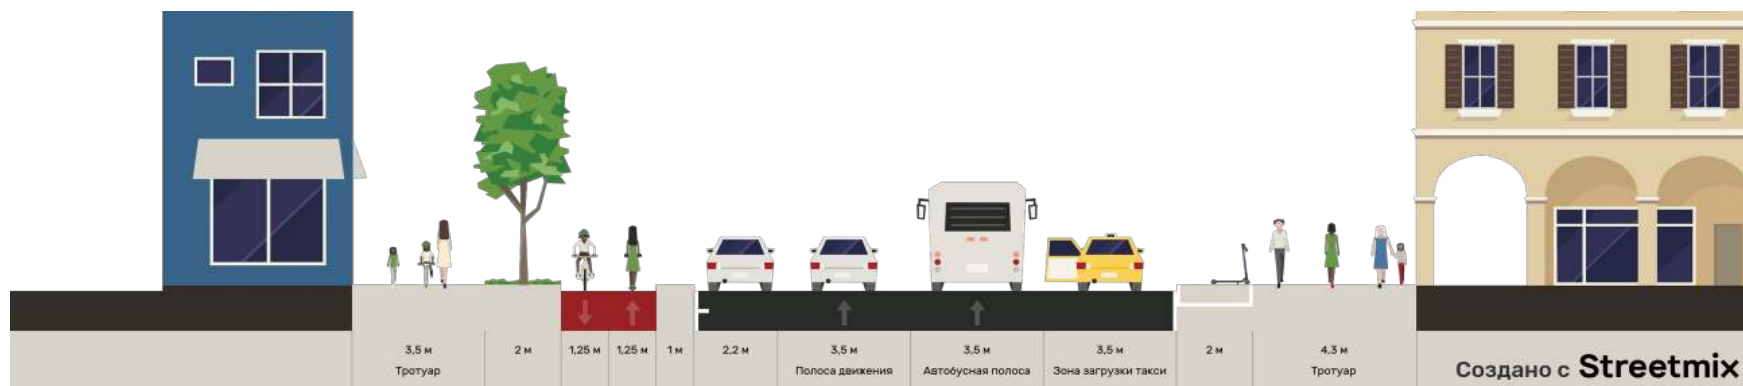 3,5 м
2 м
1,25 м
1,25 м
1 м
2,2 м
3,5 м
3,5 м
3,5 м
2 м
4,3 м
Тротуар
Полоса движения
Автобусная полоса
Зона загрузки такси
Тротуар
Создано с Streetmix